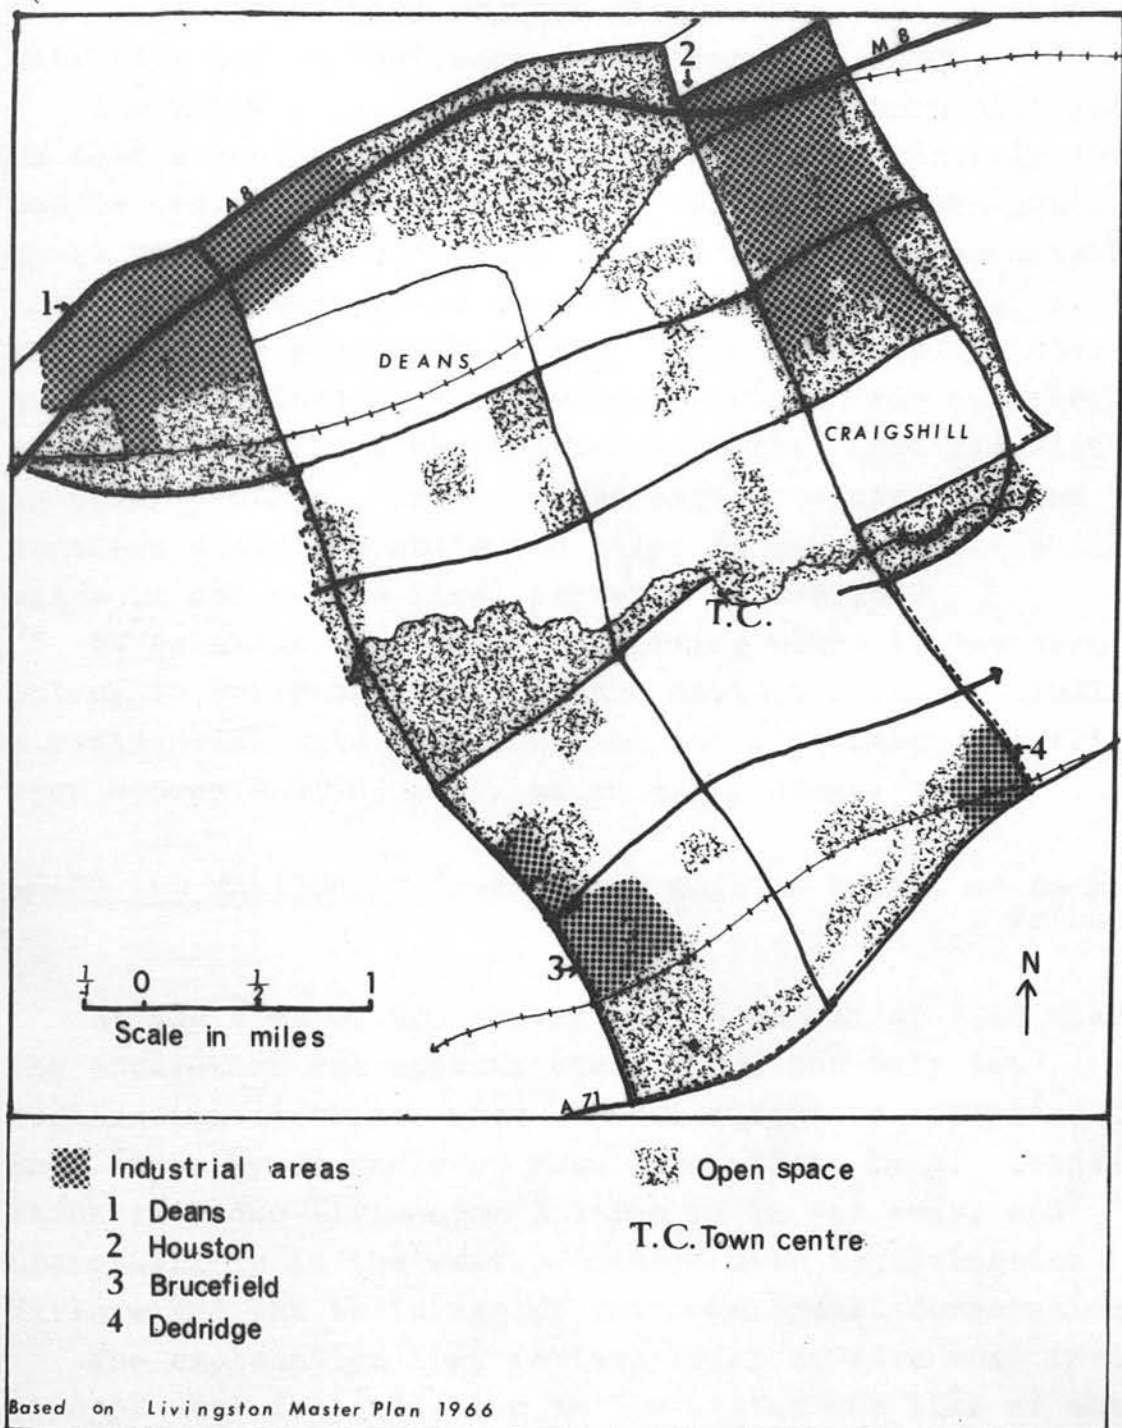 2
M 8
A 8
1
DEANS
CRAIGSHILL
T.C.
4
3
1/4 0 1/2 1
Scale in miles
N
A 71
Industrial areas
1 Deans
2 Houston
3 Brucefield
4 Dedridge
Open space
T.C. Town centre
Based on Livingston Master Plan 1966